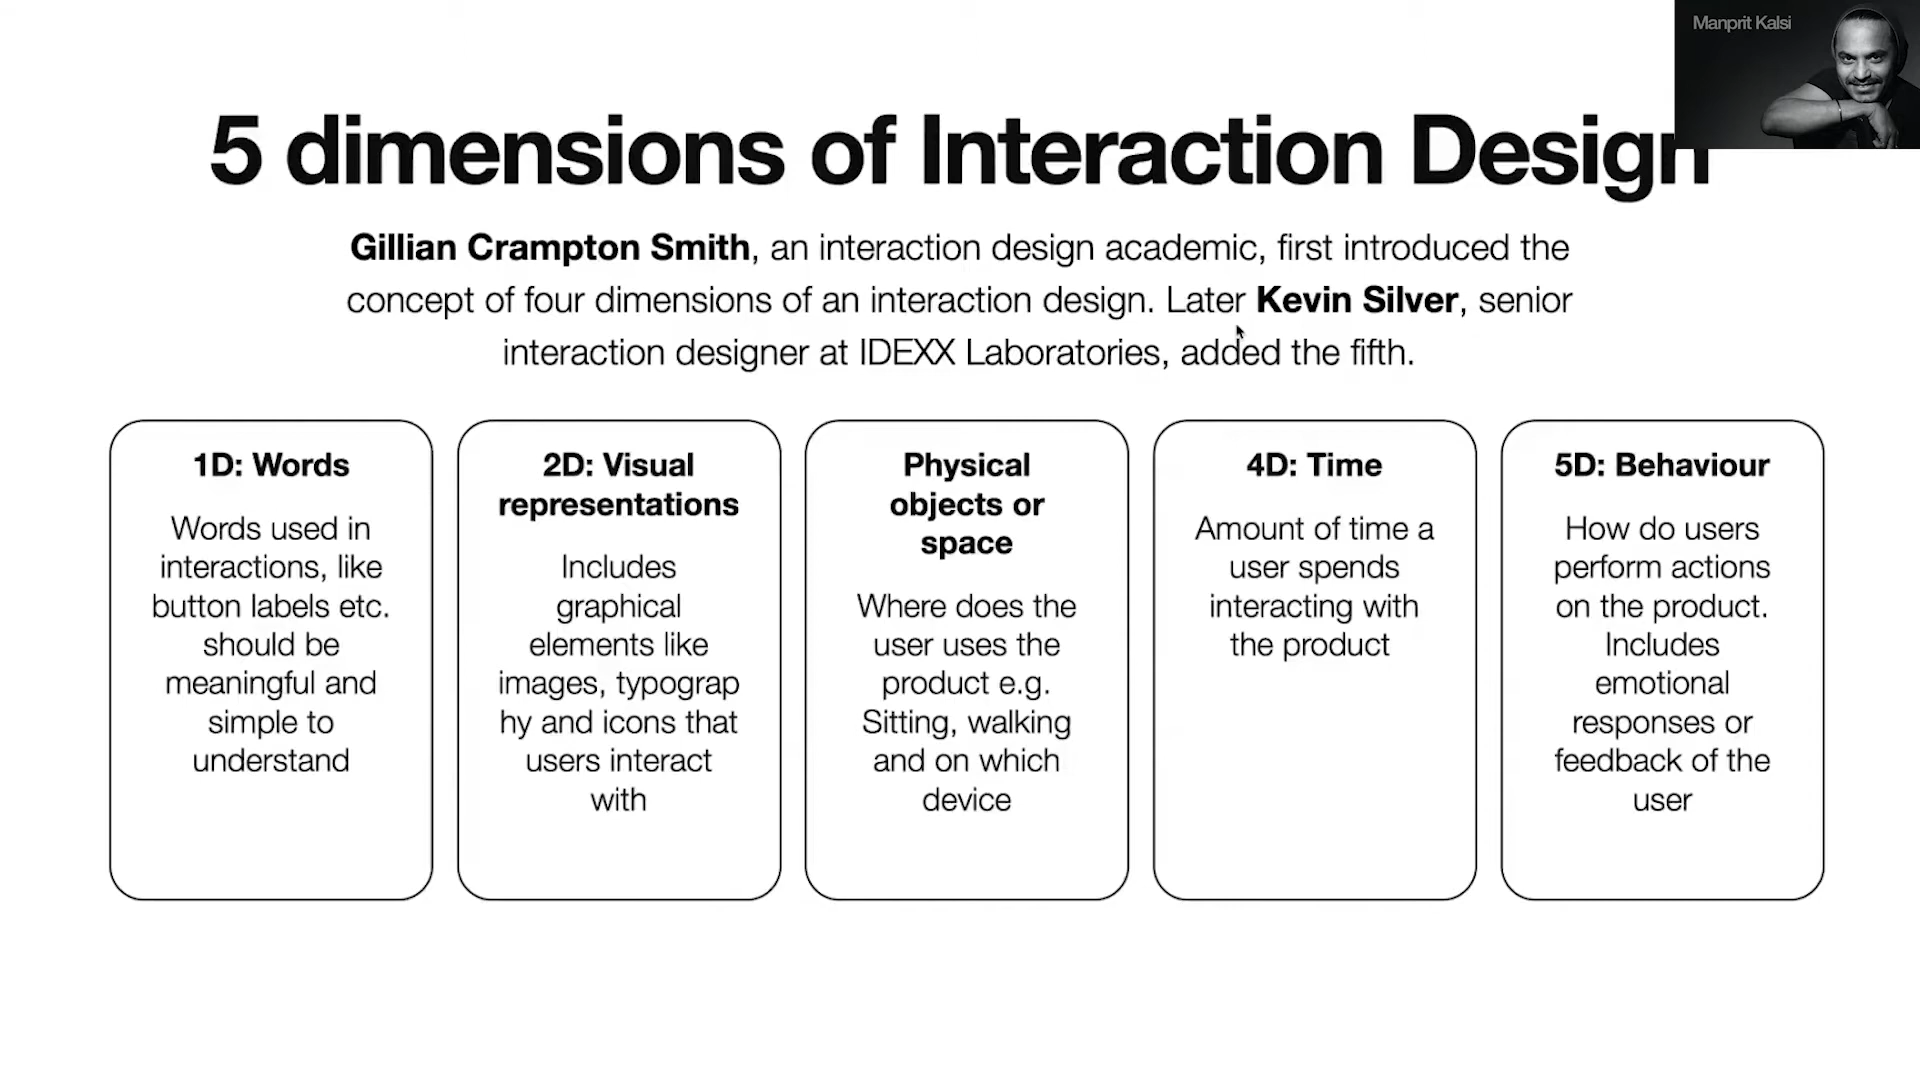 Manprit Kalsi
5 dimensions of Interaction Design
Gillian Crampton Smith, an interaction design academic, first introduced the
concept of four dimensions of an interaction design. Later Kevin Silver, senior
interaction designer at IDEXX Laboratories, added the fifth.
1D: Words
Words used in
interactions, like
button labels etc.
should be
meaningful and
simple to
understand
2D: Visual
representations
Includes
graphical
elements like
images, typograp
hy and icons that
users interact
with
Physical
objects or
space
Where does the
user uses the
product e.g.
Sitting, walking
and on which
device
4D: Time
Amount of time a
user spends
interacting with
the product
5D: Behaviour
How do users
perform actions
on the product.
Includes
emotional
responses or
feedback of the
user